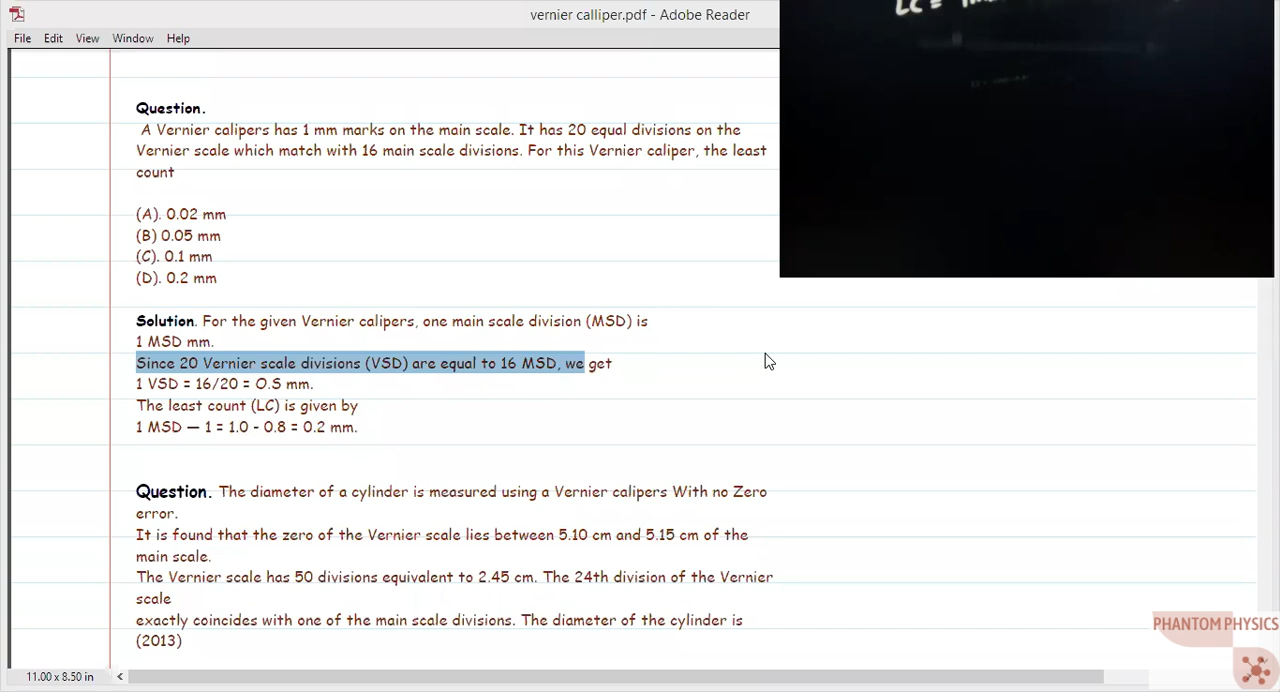 vernier calliper.pdf - Adobe Reader
File Edit View Window Help
LC =
Question.
A Vernier calipers has 1 mm marks on the main scale. It has 20 equal divisions on the
Vernier scale which match with 16 main scale divisions. For this Vernier caliper, the least
count
(A). 0.02 mm
(B) 0.05 mm
(C). 0.1 mm
(D). 0.2 mm
Solution. For the given Vernier calipers, one main scale division (MSD) is
1 MSD mm.
Since 20 Vernier scale divisions (VSD) are equal to 16 MSD, we get
1 VSD = 16/20 = O.S mm.
The least count (LC) is given by
1 MSD — 1 = 1.0 - 0.8 = 0.2 mm.
Question. The diameter of a cylinder is measured using a Vernier calipers With no Zero
error.
It is found that the zero of the Vernier scale lies between 5.10 cm and 5.15 cm of the
main scale.
The Vernier scale has 50 divisions equivalent to 2.45 cm. The 24th division of the Vernier
scale
exactly coincides with one of the main scale divisions. The diameter of the cylinder is
(2013)
PHANTOM PHYSICS
11.00 x 8.50 in